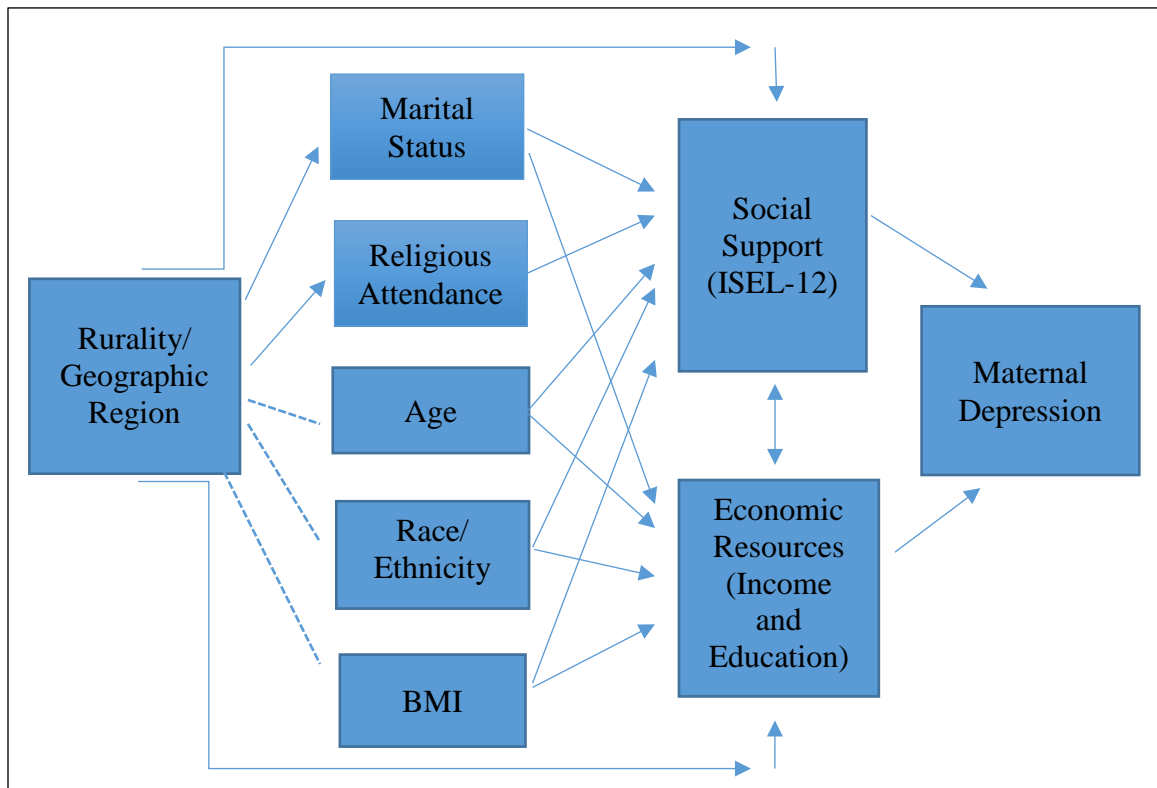 Marital
Status
Religious
Attendance
Rurality/
Geographic
Region
Age
Race/
Ethnicity
BMI
Social
Support
(ISEL-12)
Economic
Resources
(Income
and
Education)
Maternal
Depression